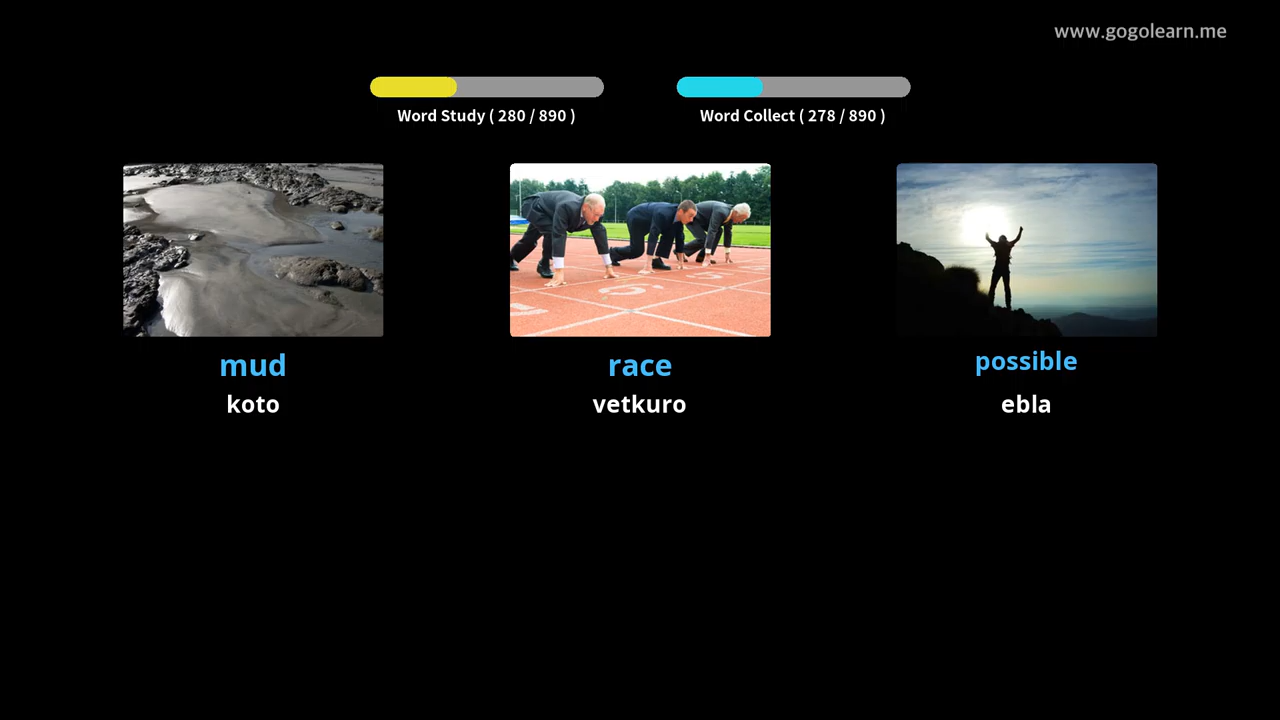 www.gogolearn.me
Word Study ( 280 / 890 )
Word Collect ( 278 / 890 )
mud
race
possible
koto
vetkuro
ebla